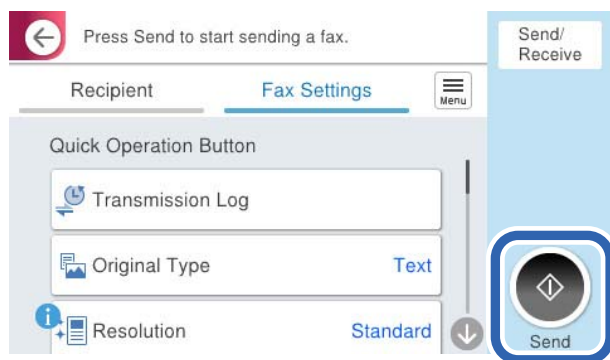 Press Send to start sending a fax.
Send/
Receive
Recipient
Fax Settings
Menu
Quick Operation Button
Transmission Log
Original Type
Text
Resolution
Standard
Send